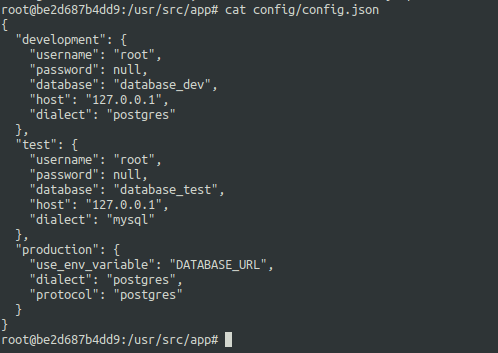 root@be2d687b4dd9:/usr/src/app# cat config/config.json
{
  "development": {
    "username": "root",
    "password": null,
    "database": "database_dev",
    "host": "127.0.0.1",
    "dialect": "postgres"
  },
  "test": {
    "username": "root",
    "password": null,
    "database": "database_test",
    "host": "127.0.0.1",
    "dialect": "mysql"
  },
  "production": {
    "use_env_variable": "DATABASE_URL",
    "dialect": "postgres",
    "protocol": "postgres"
  }
}
root@be2d687b4dd9:/usr/src/app#